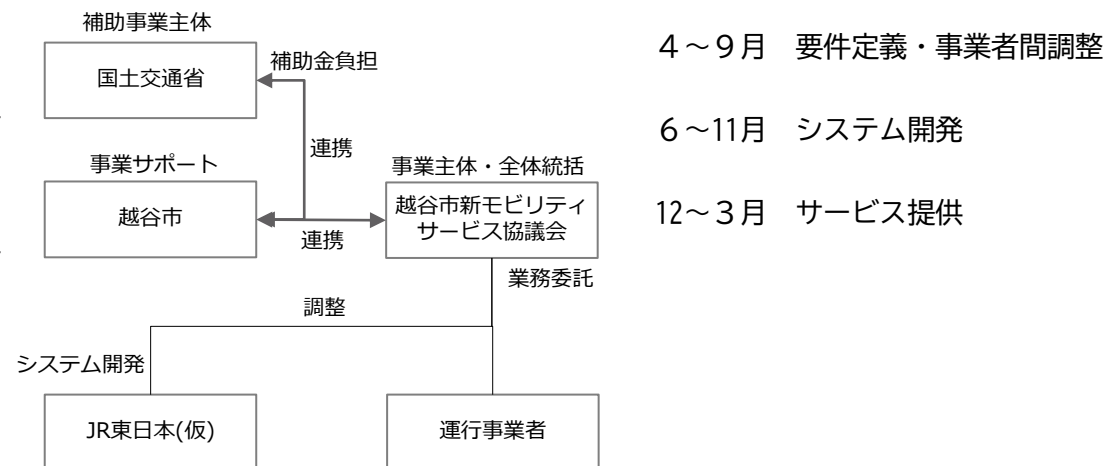 補助事業主体
国土交通省
補助金負担
連携
事業サポート
越谷市
連携
事業主体・全体統括
越谷市新モビリティ
サービス協議会
業務委託
調整
システム開発
JR東日本(仮)
運行事業者
4～9月　要件定義・事業者間調整
6～11月　システム開発
12～3月　サービス提供